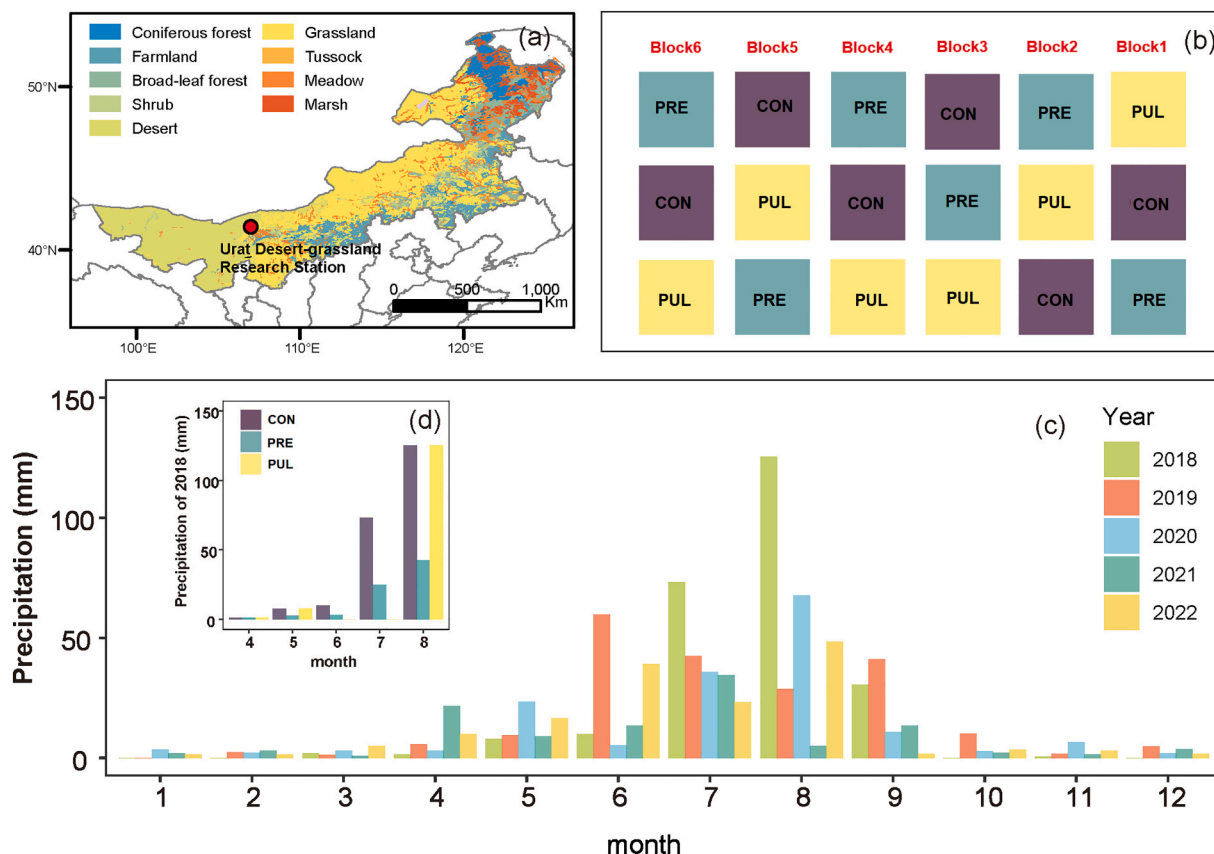 (a)
Coniferous forest
Farmland
Broad-leaf forest
Shrub
Desert
Grassland
Tussock
Meadow
Marsh
50°N
40°N
Urat Desert-grassland
Research Station
0 500 1,000
Km
100°E 110°E 120°E
(b)
Block6 Block5 Block4 Block3 Block2 Block1
PRE CON PRE CON PRE PUL
CON PUL CON PRE PUL CON
PUL PRE PUL PUL CON PRE
(c)
Precipitation (mm)
150
100
50
0
1 2 3 4 5 6 7 8 9 10 11 12
month
Year
2018
2019
2020
2021
2022
(d)
Precipitation of 2018 (mm)
150
100
50
0
CON
PRE
PUL
4 5 6 7 8
month